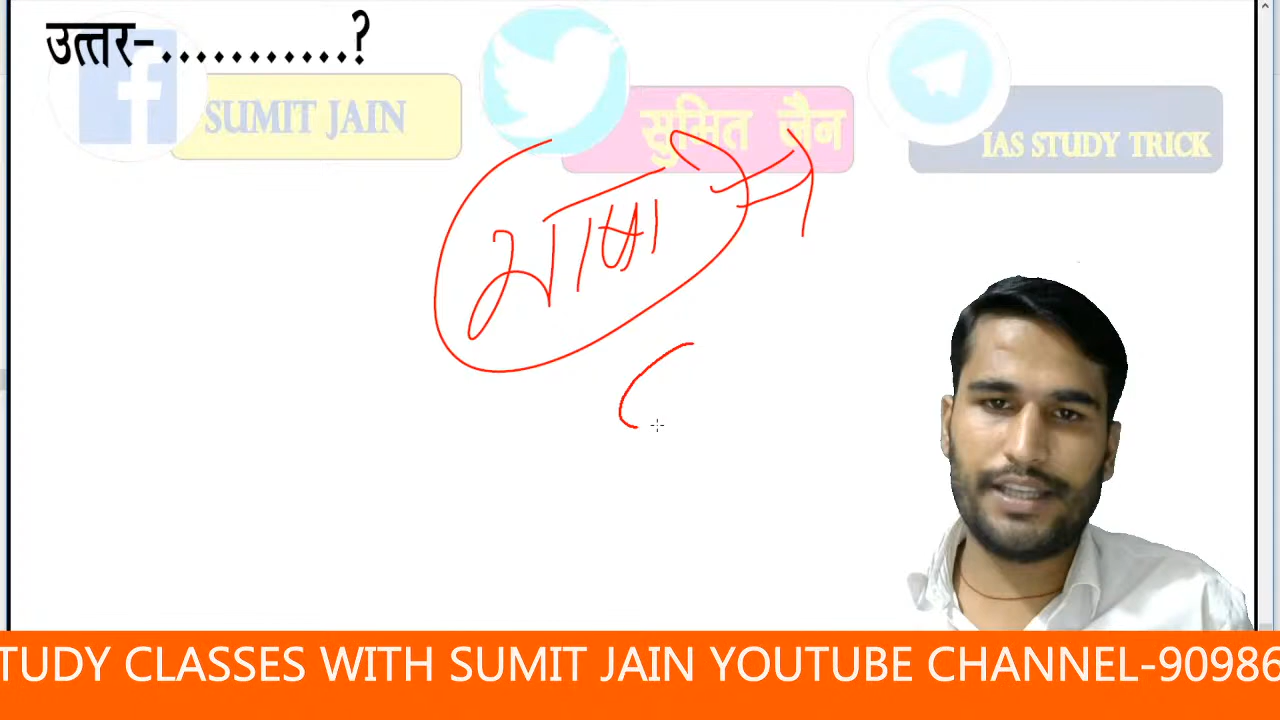 उत्तर-...........?
f SUMIT JAIN
सुमित जैन
IAS STUDY TRICK
भाषा
TUDY CLASSES WITH SUMIT JAIN YOUTUBE CHANNEL-90986